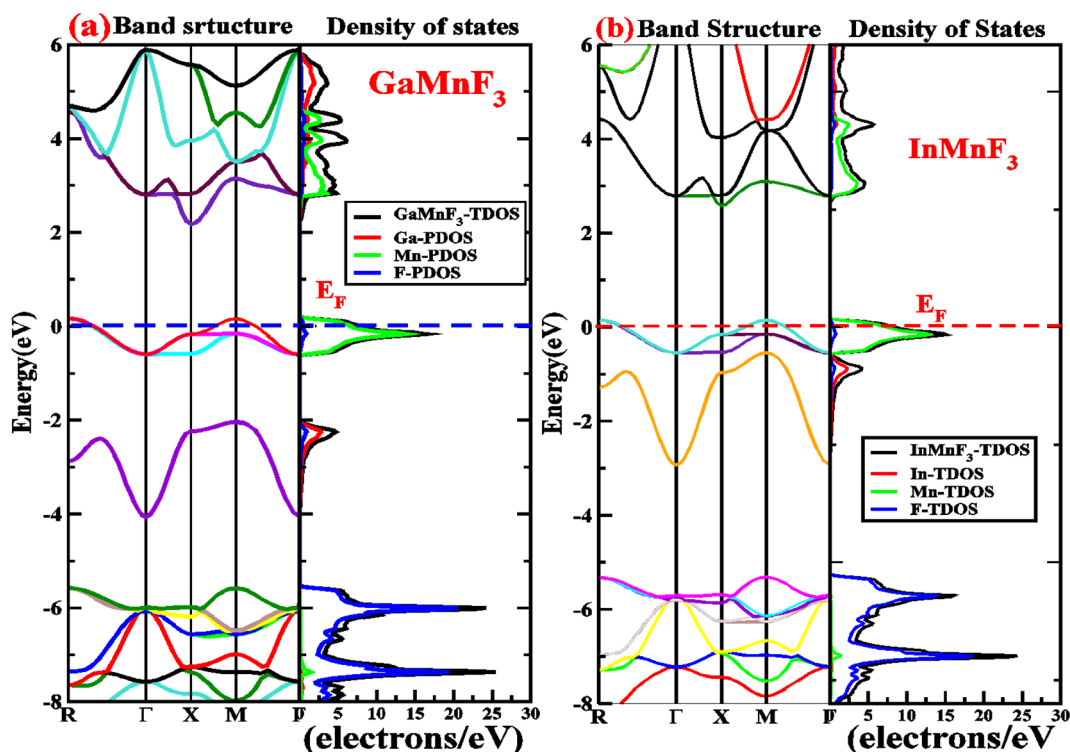 (a) Band srtucture Density of states
GaMnF3
6
4
2
0
-2
-4
-6
-8
Energy(eV)
GaMnF3-TDOS
Ga-PDOS
Mn-PDOS
F-PDOS
EF
R Γ X M Γ
5 10 15 20 25 30
(electrons/eV)
(b) Band Structure Density of States
InMnF3
6
4
2
0
-2
-4
-6
-8
Energy(eV
EF
InMnF3-TDOS
In-TDOS
Mn-TDOS
F-TDOS
R Γ X M Γ
5 10 15 20 25 30
(electrons/eV